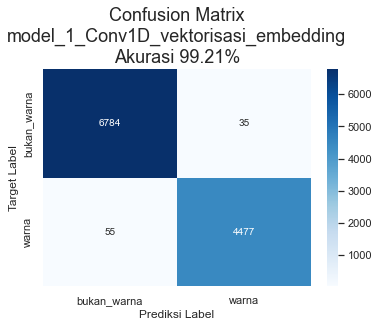 Confusion Matrix
model_1_Conv1D_vektorisasi_embedding
Akurasi 99.21%
Target Label
bukan_warna
warna
6784
35
55
4477
bukan_warna
warna
Prediksi Label
6000
5000
4000
3000
2000
1000